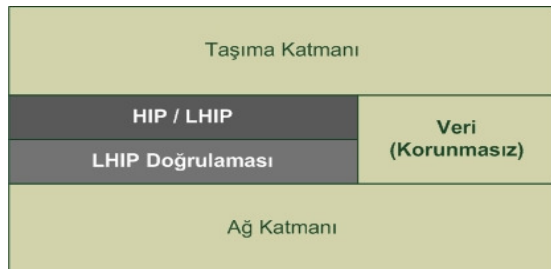 Taşıma Katmanı
HIP / LHIP
LHIP Doğrulaması
Veri
(Korunmasız)
Ağ Katmanı